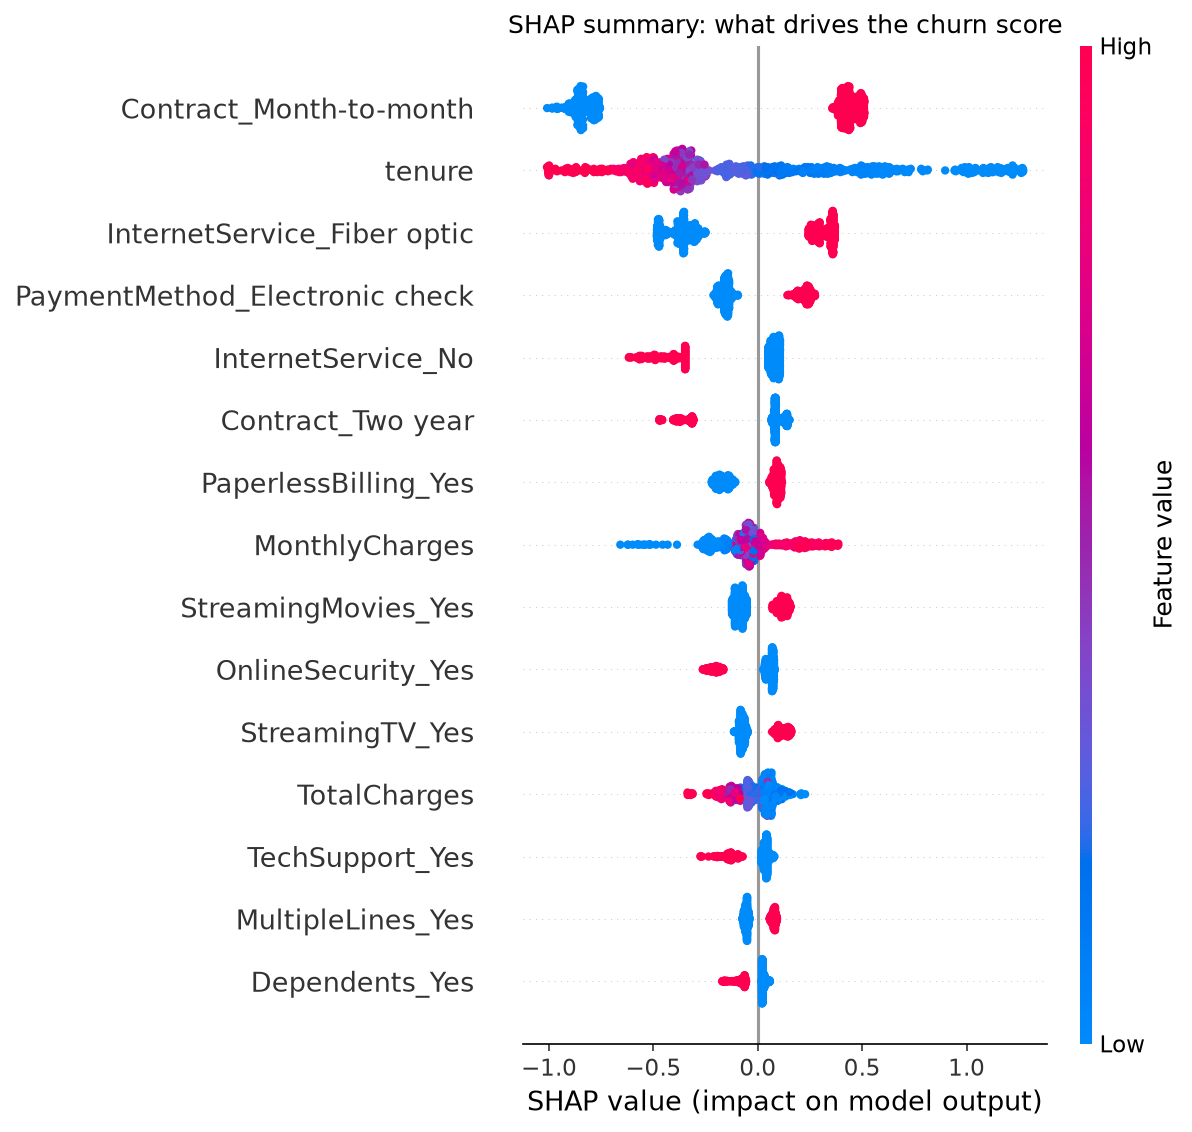 SHAP summary: what drives the churn score
High
Contract_Month-to-month
tenure
InternetService_Fiber optic
PaymentMethod_Electronic check
InternetService_No
Contract_Two year
PaperlessBilling_Yes
MonthlyCharges
StreamingMovies_Yes
OnlineSecurity_Yes
StreamingTV_Yes
TotalCharges
TechSupport_Yes
MultipleLines_Yes
Dependents_Yes
Feature value
Low
−1.0 −0.5 0.0 0.5 1.0
SHAP value (impact on model output)